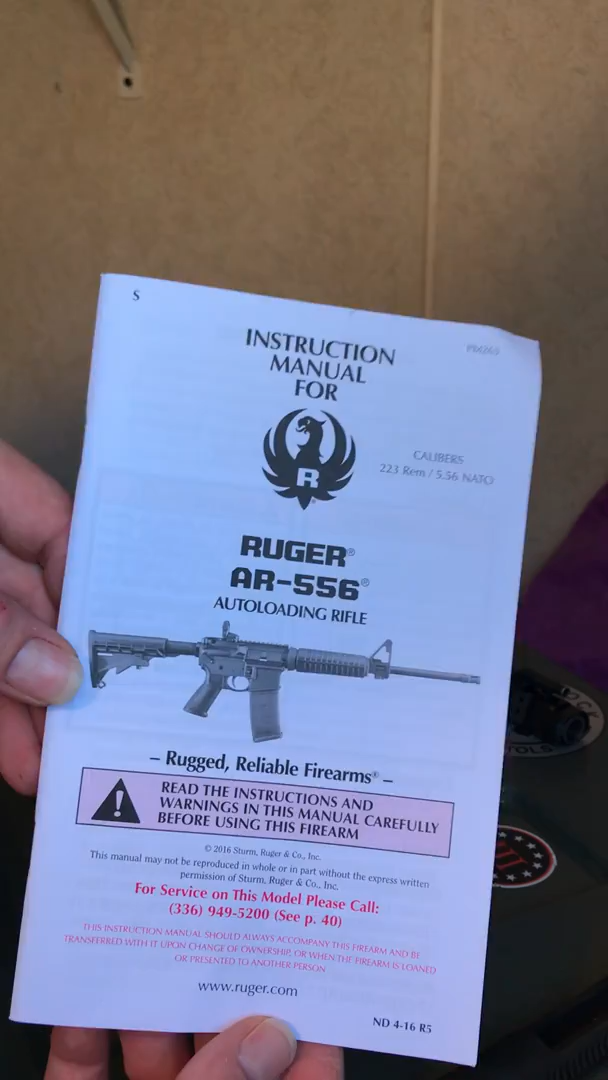 S
INSTRUCTION
MANUAL
FOR
CALIBERS
223 Rem / 5.56 NATO
R
RUGER®
AR-556®
AUTOLOADING RIFLE
– Rugged, Reliable Firearms® –
READ THE INSTRUCTIONS AND
WARNINGS IN THIS MANUAL CAREFULLY
BEFORE USING THIS FIREARM
© 2016 Sturm, Ruger & Co., Inc.
This manual may not be reproduced in whole or in part without the express written
permission of Sturm, Ruger & Co., Inc.
For Service on This Model Please Call:
(336) 949-5200 (See p. 40)
THIS INSTRUCTION MANUAL SHOULD ALWAYS ACCOMPANY THIS FIREARM AND BE
TRANSFERRED WITH IT UPON CHANGE OF OWNERSHIP, OR WHEN THE FIREARM IS LOANED
OR PRESENTED TO ANOTHER PERSON
www.ruger.com
ND 4-16 R5